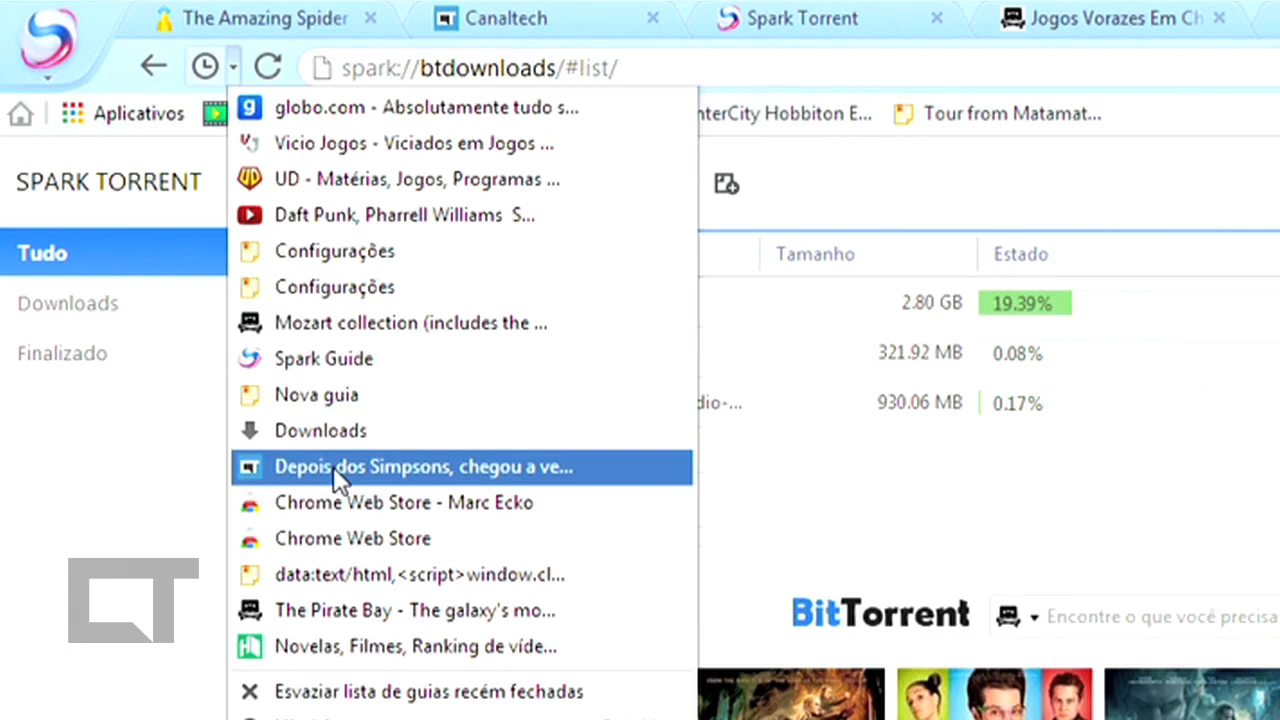 The Amazing Spider
Canaltech
Spark Torrent
Jogos Vorazes Em Ch
spark://btdownloads/#list/
Aplicativos
nterCity Hobbiton E...
Tour from Matamat...
SPARK TORRENT
Tudo
Downloads
Finalizado
globo.com - Absolutamente tudo s...
Vicio Jogos - Viciados em Jogos ...
UD - Matérias, Jogos, Programas ...
Daft Punk, Pharrell Williams S...
Configurações
Configurações
Mozart collection (includes the ...
Spark Guide
Nova guia
Downloads
Depois dos Simpsons, chegou a ve...
Chrome Web Store - Marc Ecko
Chrome Web Store
data:text/html,<script>window.cl...
The Pirate Bay - The galaxy's mo...
Novelas, Filmes, Ranking de víde...
Esvaziar lista de guias recém fechadas
Tamanho
Estado
2.80 GB
19.39%
321.92 MB
0.08%
dio-...
930.06 MB
0.17%
BitTorrent
Encontre o que você precisa